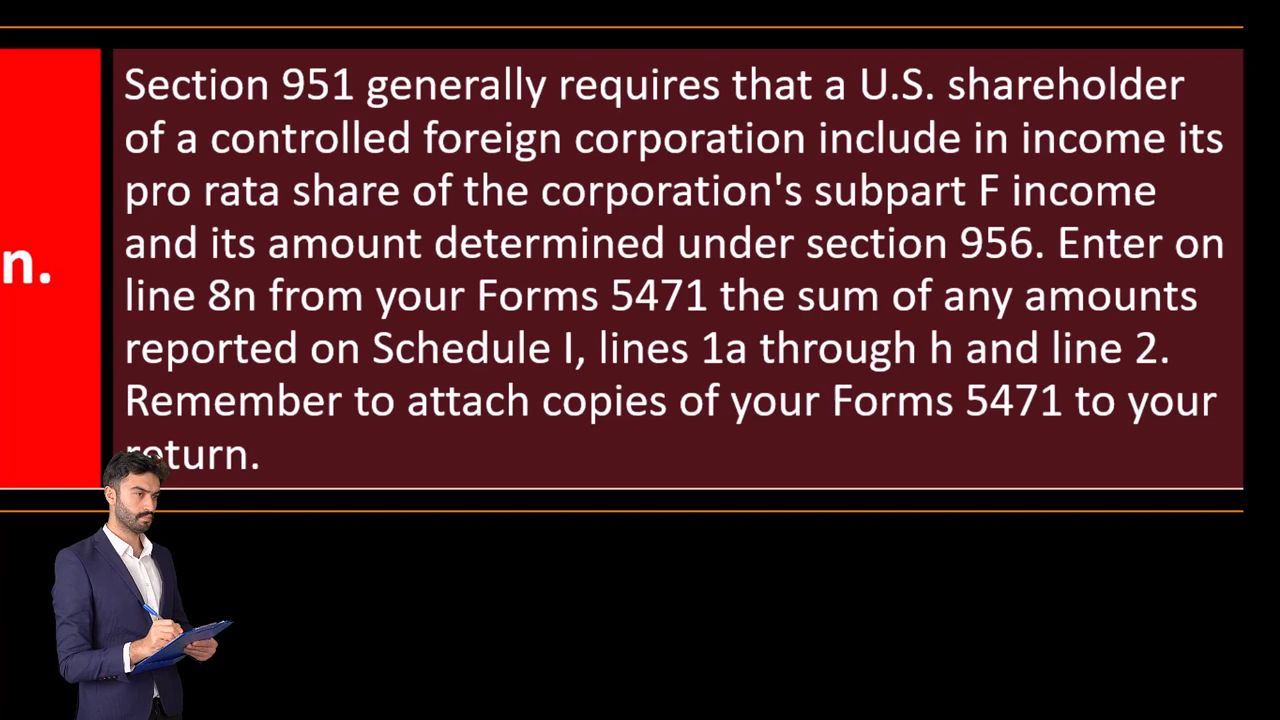 Section 951 generally requires that a U.S. shareholder
of a controlled foreign corporation include in income its
pro rata share of the corporation's subpart F income
and its amount determined under section 956. Enter on
n.
line 8n from your Forms 5471 the sum of any amounts
reported on Schedule I, lines 1a through h and line 2.
Remember to attach copies of your Forms 5471 to your
return.